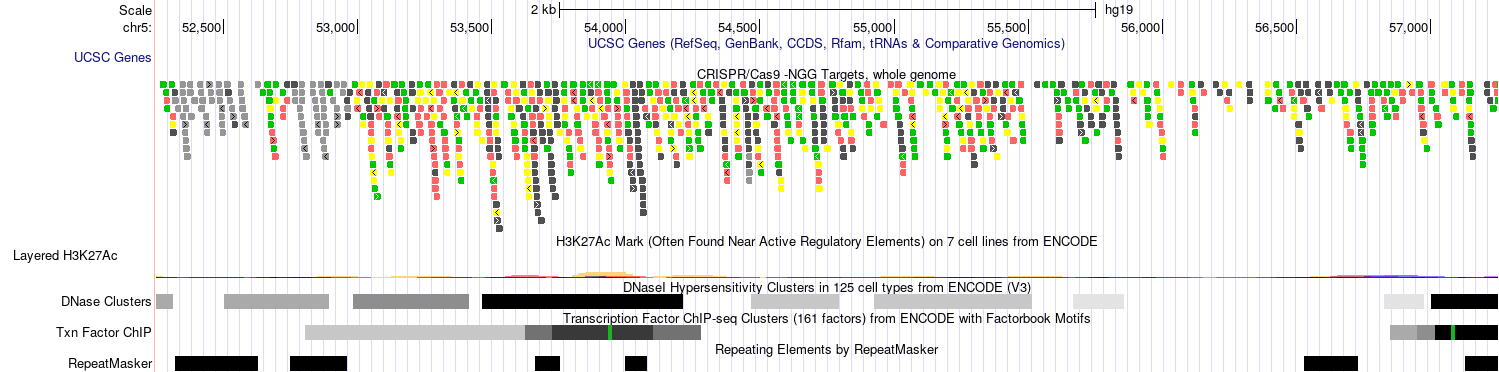 Scale 2 kb hg19
chr5: 52,500 53,000 53,500 54,000 54,500 55,000 55,500 56,000 56,500 57,000
UCSC Genes (RefSeq, GenBank, CCDS, Rfam, tRNAs & Comparative Genomics)
UCSC Genes
CRISPR/Cas9 -NGG Targets, whole genome
H3K27Ac Mark (Often Found Near Active Regulatory Elements) on 7 cell lines from ENCODE
Layered H3K27Ac
DNaseI Hypersensitivity Clusters in 125 cell types from ENCODE (V3)
DNase Clusters
Transcription Factor ChIP-seq Clusters (161 factors) from ENCODE with Factorbook Motifs
Txn Factor ChIP
Repeating Elements by RepeatMasker
RepeatMasker